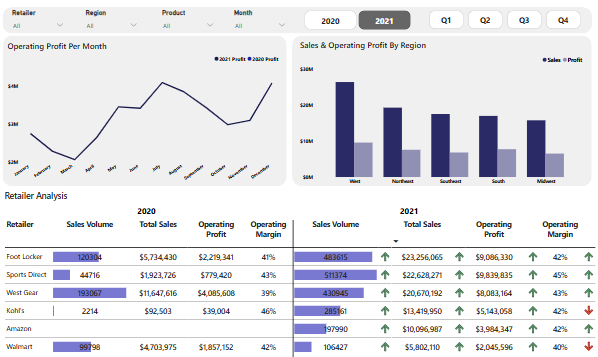 Retailer Region Product Month
All All All All
2020 2021 Q1 Q2 Q3 Q4
Operating Profit Per Month
2021 Profit 2020 Profit
$4M
$3M
$2M
January February March April May June July August September October November December
Sales & Operating Profit By Region
Sales Profit
$30M
$20M
$10M
$0M
West Northeast Southeast South Midwest
Retailer Analysis
2020 2021
Retailer Sales Volume Total Sales Operating Profit Operating Margin Sales Volume Total Sales Operating Profit Operating Margin
Foot Locker 120304 $5,734,430 $2,219,341 41% 483615 $23,256,065 $9,086,330 42%
Sports Direct 44716 $1,923,726 $779,420 43% 511374 $22,628,271 $9,839,835 45%
West Gear 193067 $11,647,616 $4,085,608 39% 430945 $20,670,192 $8,083,164 43%
Kohl's 2214 $92,503 $39,004 46% 285161 $13,419,950 $5,143,058 42%
Amazon 197990 $10,096,987 $3,984,347 42%
Walmart 99798 $4,703,975 $1,857,152 42% 106427 $5,802,110 $2,045,596 40%